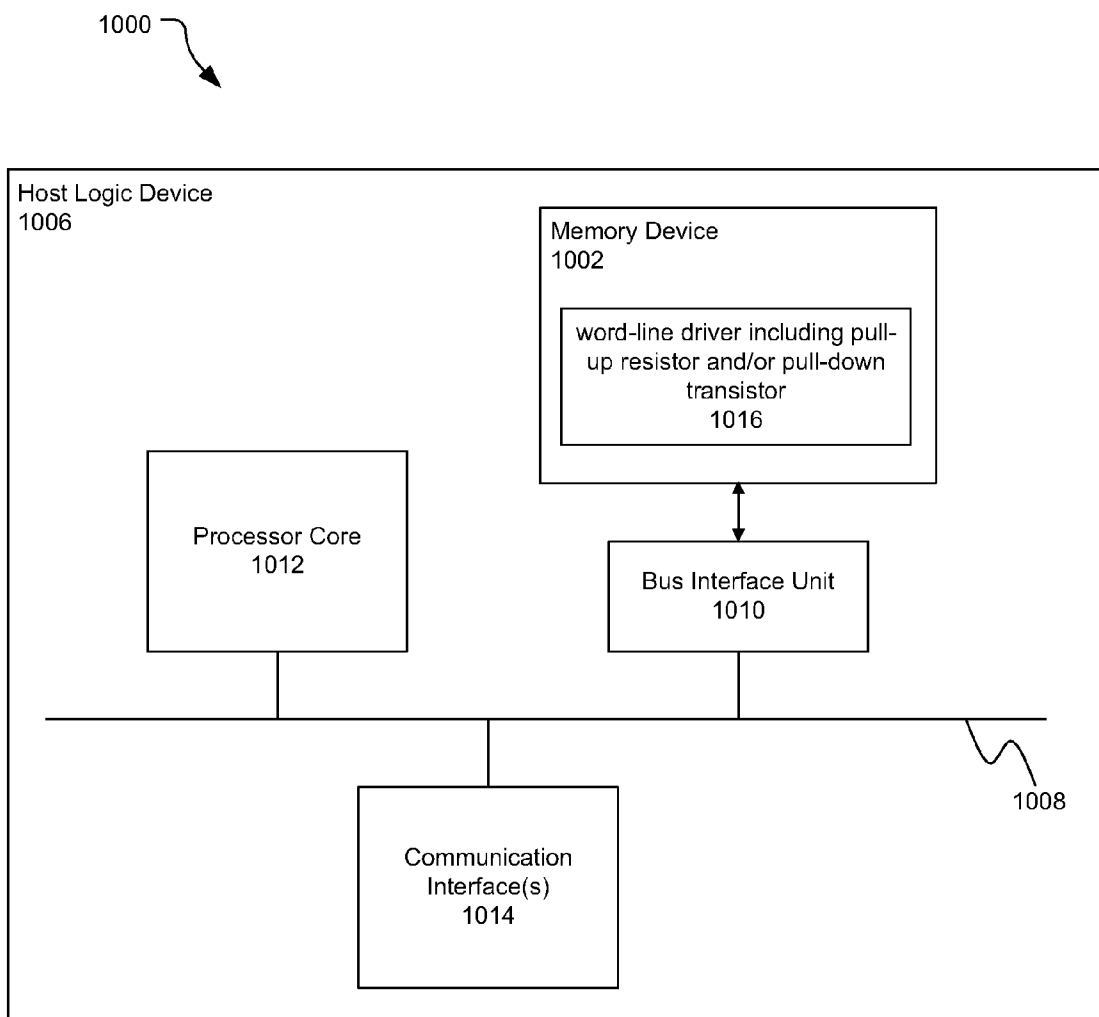 1000
Host Logic Device
1006
Memory Device
1002
word-line driver including pull-
up resistor and/or pull-down
transistor
1016
Processor Core
1012
Bus Interface Unit
1010
1008
Communication
Interface(s)
1014